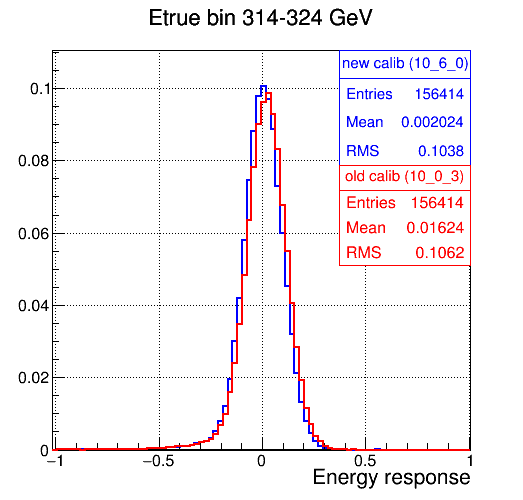 Etrue bin 314-324 GeV
new calib (10_6_0)
Entries 156414
Mean 0.002024
RMS 0.1038
old calib (10_0_3)
Entries 156414
Mean 0.01624
RMS 0.1062
0.1
0.08
0.06
0.04
0.02
0
−1 −0.5 0 0.5 1
Energy response